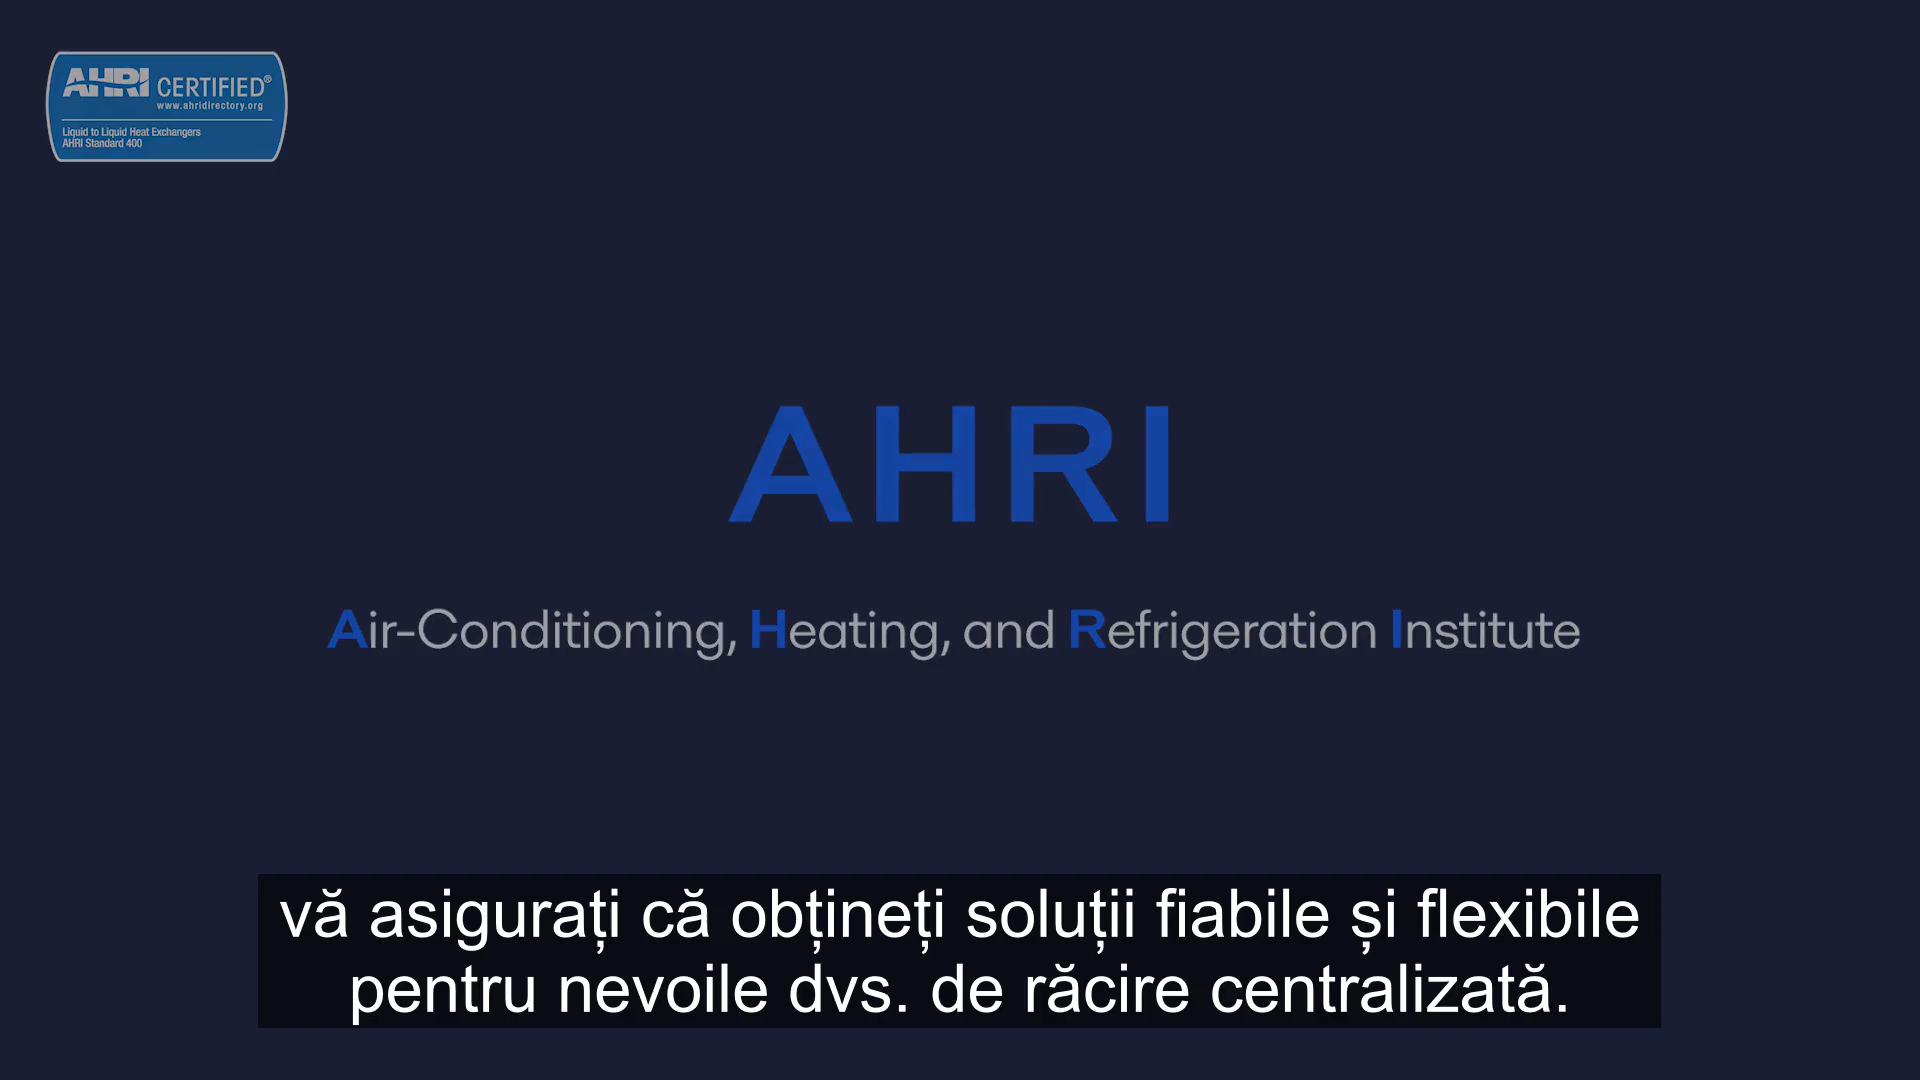 AHRI CERTIFIED®
www.ahridirectory.org
Liquid to Liquid Heat Exchangers
AHRI Standard 400
AHRI
Air-Conditioning, Heating, and Refrigeration Institute
vă asigurați că obțineți soluții fiabile și flexibile
pentru nevoile dvs. de răcire centralizată.